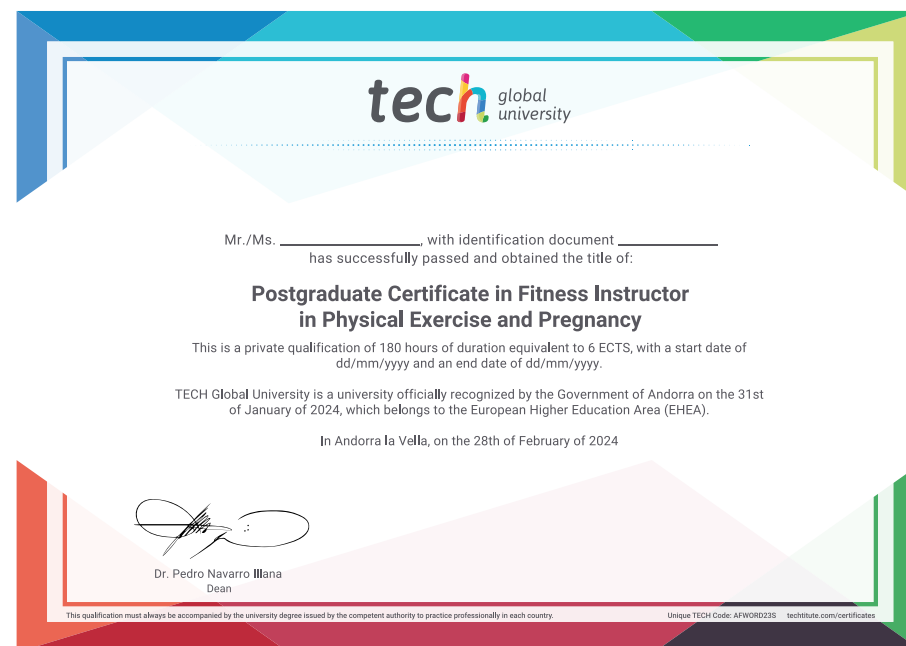 tech global
university
Mr./Ms. ____________________, with identification document ______________
has successfully passed and obtained the title of:
Postgraduate Certificate in Fitness Instructor
in Physical Exercise and Pregnancy
This is a private qualification of 180 hours of duration equivalent to 6 ECTS, with a start date of
dd/mm/yyyy and an end date of dd/mm/yyyy.
TECH Global University is a university officially recognized by the Government of Andorra on the 31st
of January of 2024, which belongs to the European Higher Education Area (EHEA).
In Andorra la Vella, on the 28th of February of 2024
Dr. Pedro Navarro Illana
Dean
This qualification must always be accompanied by the university degree issued by the competent authority to practice professionally in each country.
Unique TECH Code: AFWORD23S techtitute.com/certificates